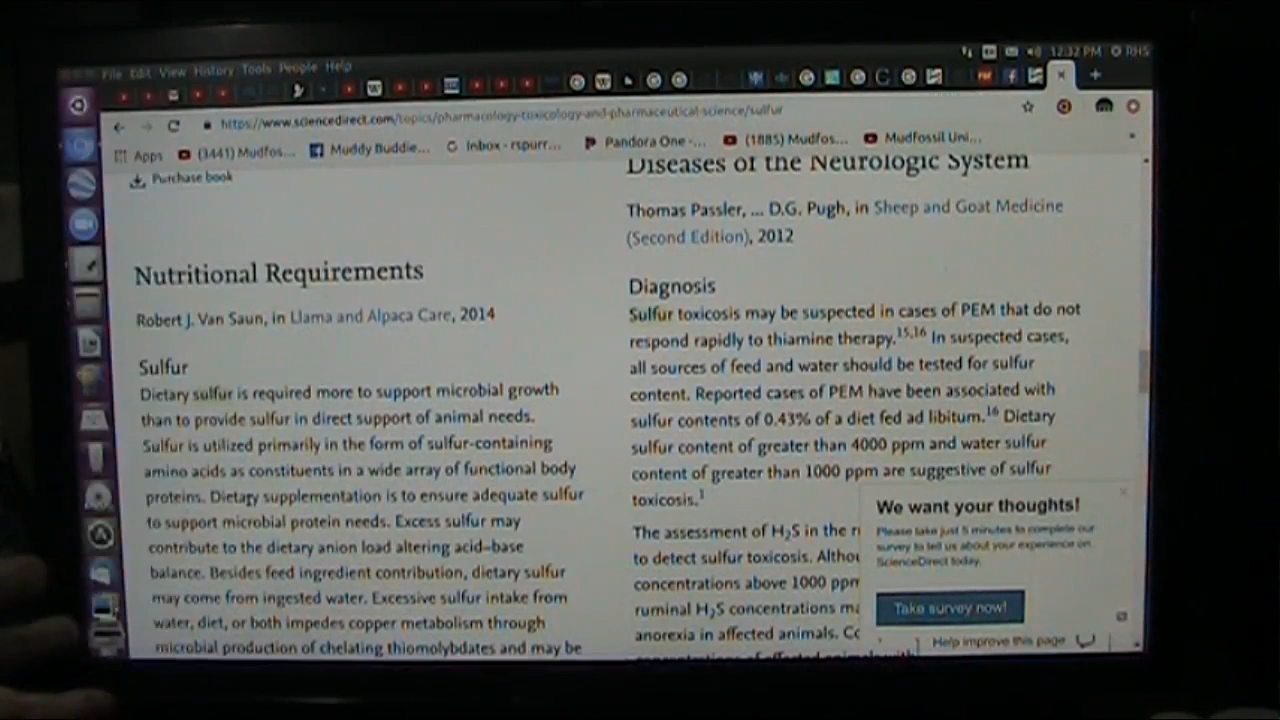 File Edit View History Tools People Help
12:32 PM RHS
https://www.sciencedirect.com/topics/pharmacology-toxicology-and-pharmaceutical-science/sulfur
Apps (3441) Mudfos... Muddy Buddie... Inbox - rspurr... Pandora One -... (1885) Mudfos... Mudfossil Uni...
Purchase book
Nutritional Requirements
Robert J. Van Saun, in Llama and Alpaca Care, 2014
Sulfur
Dietary sulfur is required more to support microbial growth
than to provide sulfur in direct support of animal needs.
Sulfur is utilized primarily in the form of sulfur-containing
amino acids as constituents in a wide array of functional body
proteins. Dietary supplementation is to ensure adequate sulfur
to support microbial protein needs. Excess sulfur may
contribute to the dietary anion load altering acid–base
balance. Besides feed ingredient contribution, dietary sulfur
may come from ingested water. Excessive sulfur intake from
water, diet, or both impedes copper metabolism through
microbial production of chelating thiomolybdates and may be
Diseases of the Neurologic System
Thomas Passler, ... D.G. Pugh, in Sheep and Goat Medicine
(Second Edition), 2012
Diagnosis
Sulfur toxicosis may be suspected in cases of PEM that do not
respond rapidly to thiamine therapy.15,16 In suspected cases,
all sources of feed and water should be tested for sulfur
content. Reported cases of PEM have been associated with
sulfur contents of 0.43% of a diet fed ad libitum.16 Dietary
sulfur content of greater than 4000 ppm and water sulfur
content of greater than 1000 ppm are suggestive of sulfur
toxicosis.1
The assessment of H2S in the r
to detect sulfur toxicosis. Althou
concentrations above 1000 ppm
ruminal H2S concentrations ma
anorexia in affected animals. Co
concentrations of affected animals with
We want your thoughts!
Please take just 5 minutes to complete our
survey to tell us about your experience on
ScienceDirect today.
Take survey now!
Help improve this page